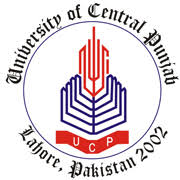 University of Central Punjab
UCP
Lahore, Pakistan 2002